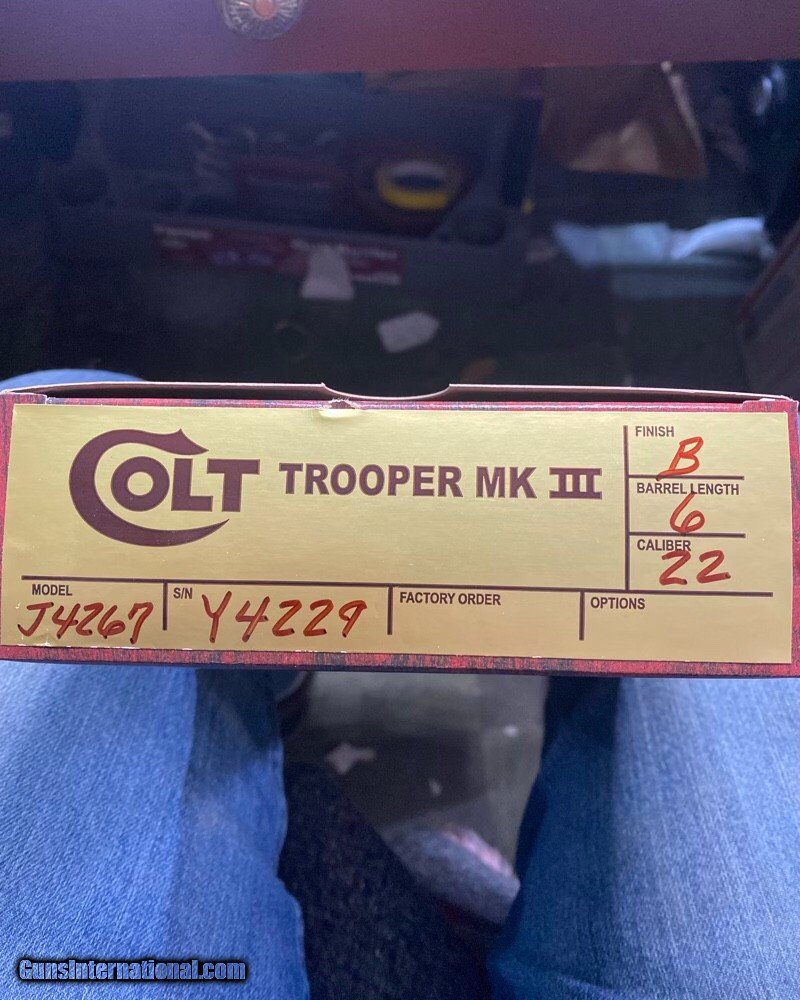 COLT TROOPER MK III
FINISH
B
BARREL LENGTH
6
CALIBER
22
MODEL
J4267
S/N
Y4229
FACTORY ORDER
OPTIONS
GunsInternational.com